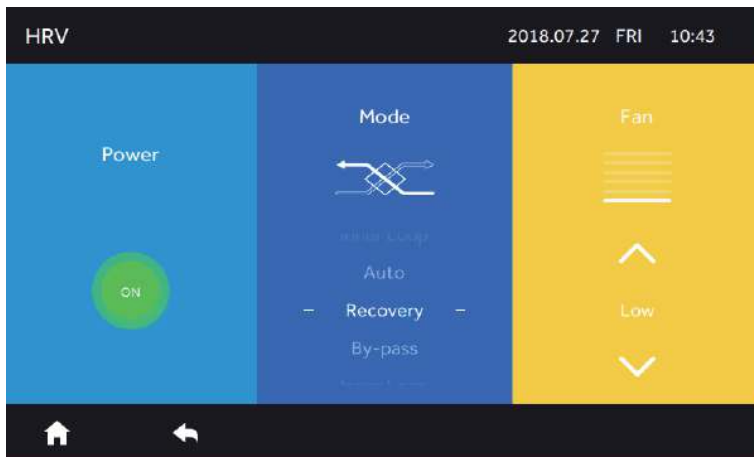 HRV
2018.07.27 FRI 10:43
Power
ON
Mode
Auto
– Recovery –
By-pass
Fan
Low